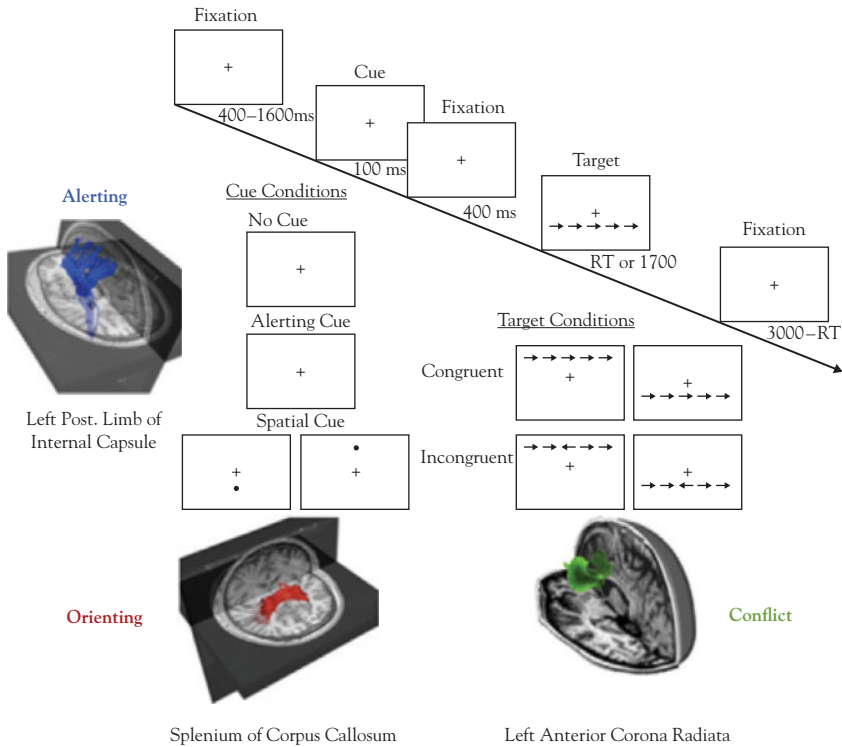 Fixation
400–1600ms
Cue
100 ms
Fixation
400 ms
Target
RT or 1700
Fixation
3000–RT
Alerting
Left Post. Limb of
Internal Capsule
Cue Conditions
No Cue
Alerting Cue
Spatial Cue
Target Conditions
Congruent
Incongruent
Orienting
Splenium of Corpus Callosum
Conflict
Left Anterior Corona Radiata